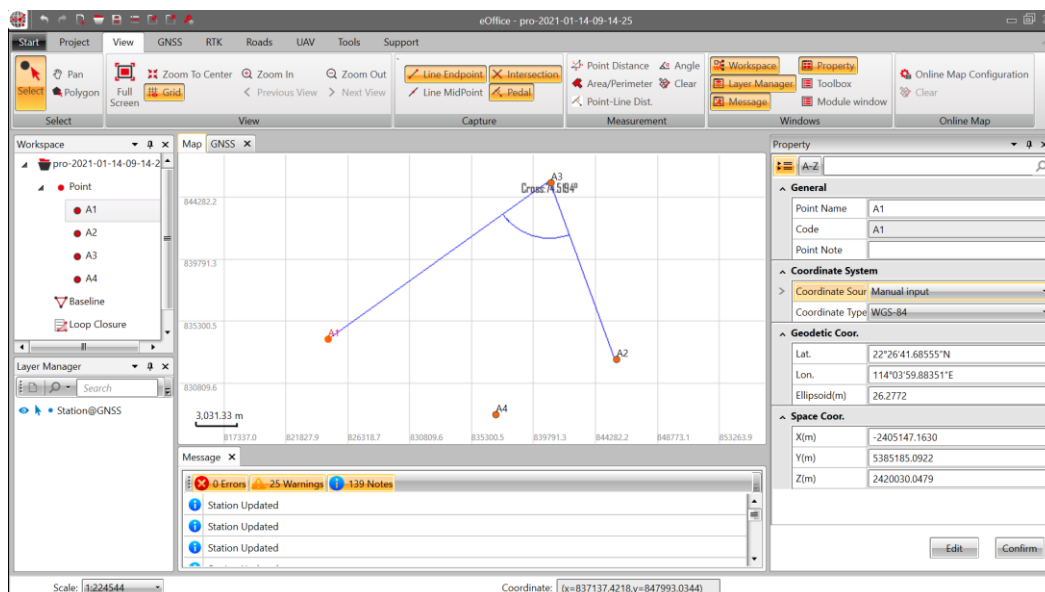 eOffice - pro-2021-01-14-09-14-25
Start Project View GNSS RTK Roads UAV Tools Support
Select
Pan
Polygon
Select
Full Screen
Zoom To Center Zoom In Zoom Out
Grid Previous View Next View
View
Line Endpoint Intersection
Line MidPoint Pedal
Capture
Point Distance Angle
Area/Perimeter Clear
Point-Line Dist.
Measurement
Workspace Property
Layer Manager Toolbox
Message Module window
Windows
Online Map Configuration
Clear
Online Map
Workspace
pro-2021-01-14-09-14-2
Point
A1
A2
A3
A4
Baseline
Loop Closure
Layer Manager
Search
Station@GNSS
Map GNSS
844282.2
839791.3
835300.5
830809.6
A3
A1
A2
A4
3,031.33 m
817337.0 821827.9 826318.7 830809.6 835300.5 839791.3 844282.2 848773.1 853263.9
Message
0 Errors 25 Warnings 139 Notes
Station Updated
Station Updated
Station Updated
Property
A-Z
General
Point Name A1
Code A1
Point Note
Coordinate System
Coordinate Sour Manual input
Coordinate Type WGS-84
Geodetic Coor.
Lat. 22°26'41.68555"N
Lon. 114°03'59.88351"E
Ellipsoid(m) 26.2772
Space Coor.
X(m) -2405147.1630
Y(m) 5385185.0922
Z(m) 2420030.0479
Edit Confirm
Scale: 1:224544 Coordinate: (x=837137.4218,y=847993.0344)